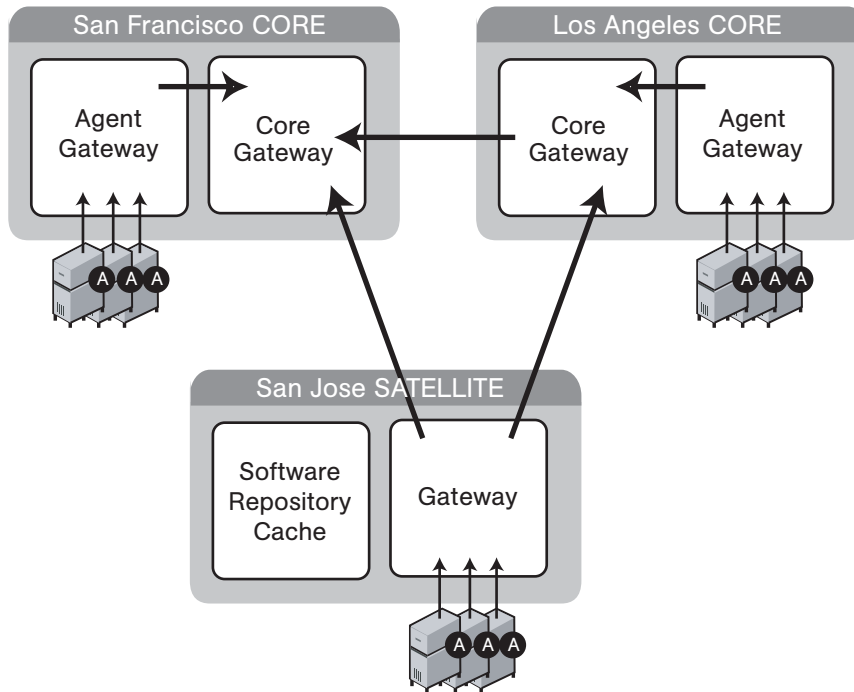 San Francisco CORE
Agent
Gateway
Core
Gateway
A A A
Los Angeles CORE
Core
Gateway
Agent
Gateway
A A A
San Jose SATELLITE
Software
Repository
Cache
Gateway
A A A